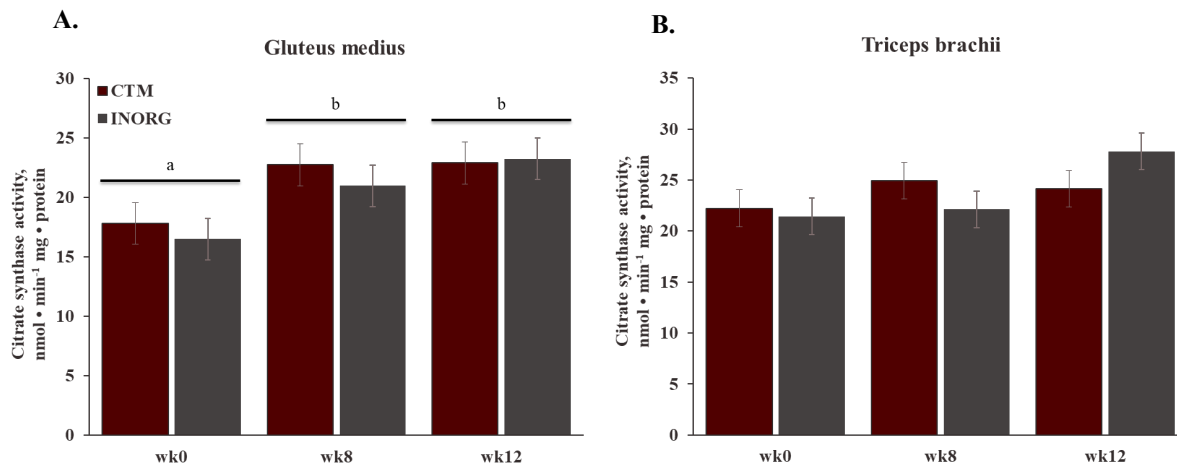 A.
Gluteus medius
30
25
20
15
10
5
0
Citrate synthase activity,
nmol • min⁻¹ mg • protein
CTM
INORG
a
b
b
wk0
wk8
wk12
B.
Triceps brachii
35
30
25
20
15
10
5
0
Citrate synthase activity,
nmol • min⁻¹ mg • protein
wk0
wk8
wk12